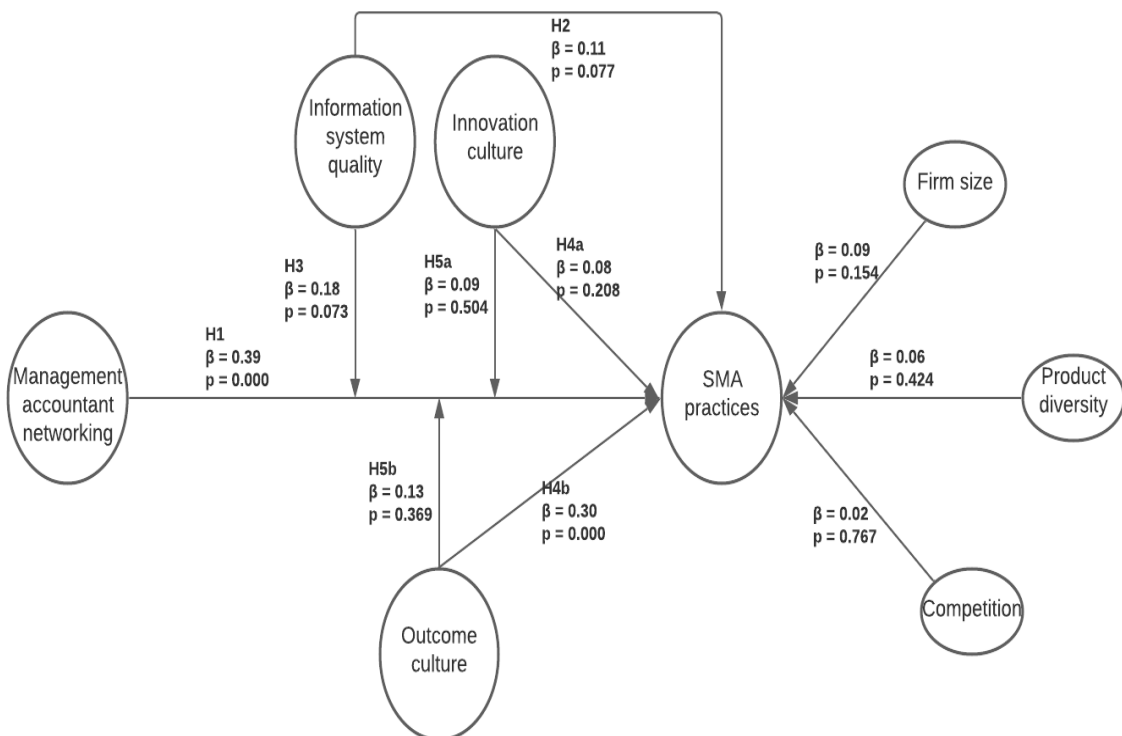 H2
β = 0.11
p = 0.077
Information
system
quality
Innovation
culture
Firm size
H3
β = 0.18
p = 0.073
H5a
β = 0.09
p = 0.504
H4a
β = 0.08
p = 0.208
β = 0.09
p = 0.154
H1
β = 0.39
p = 0.000
Management
accountant
networking
SMA
practices
β = 0.06
p = 0.424
Product
diversity
H5b
β = 0.13
p = 0.369
H4b
β = 0.30
p = 0.000
β = 0.02
p = 0.767
Competition
Outcome
culture